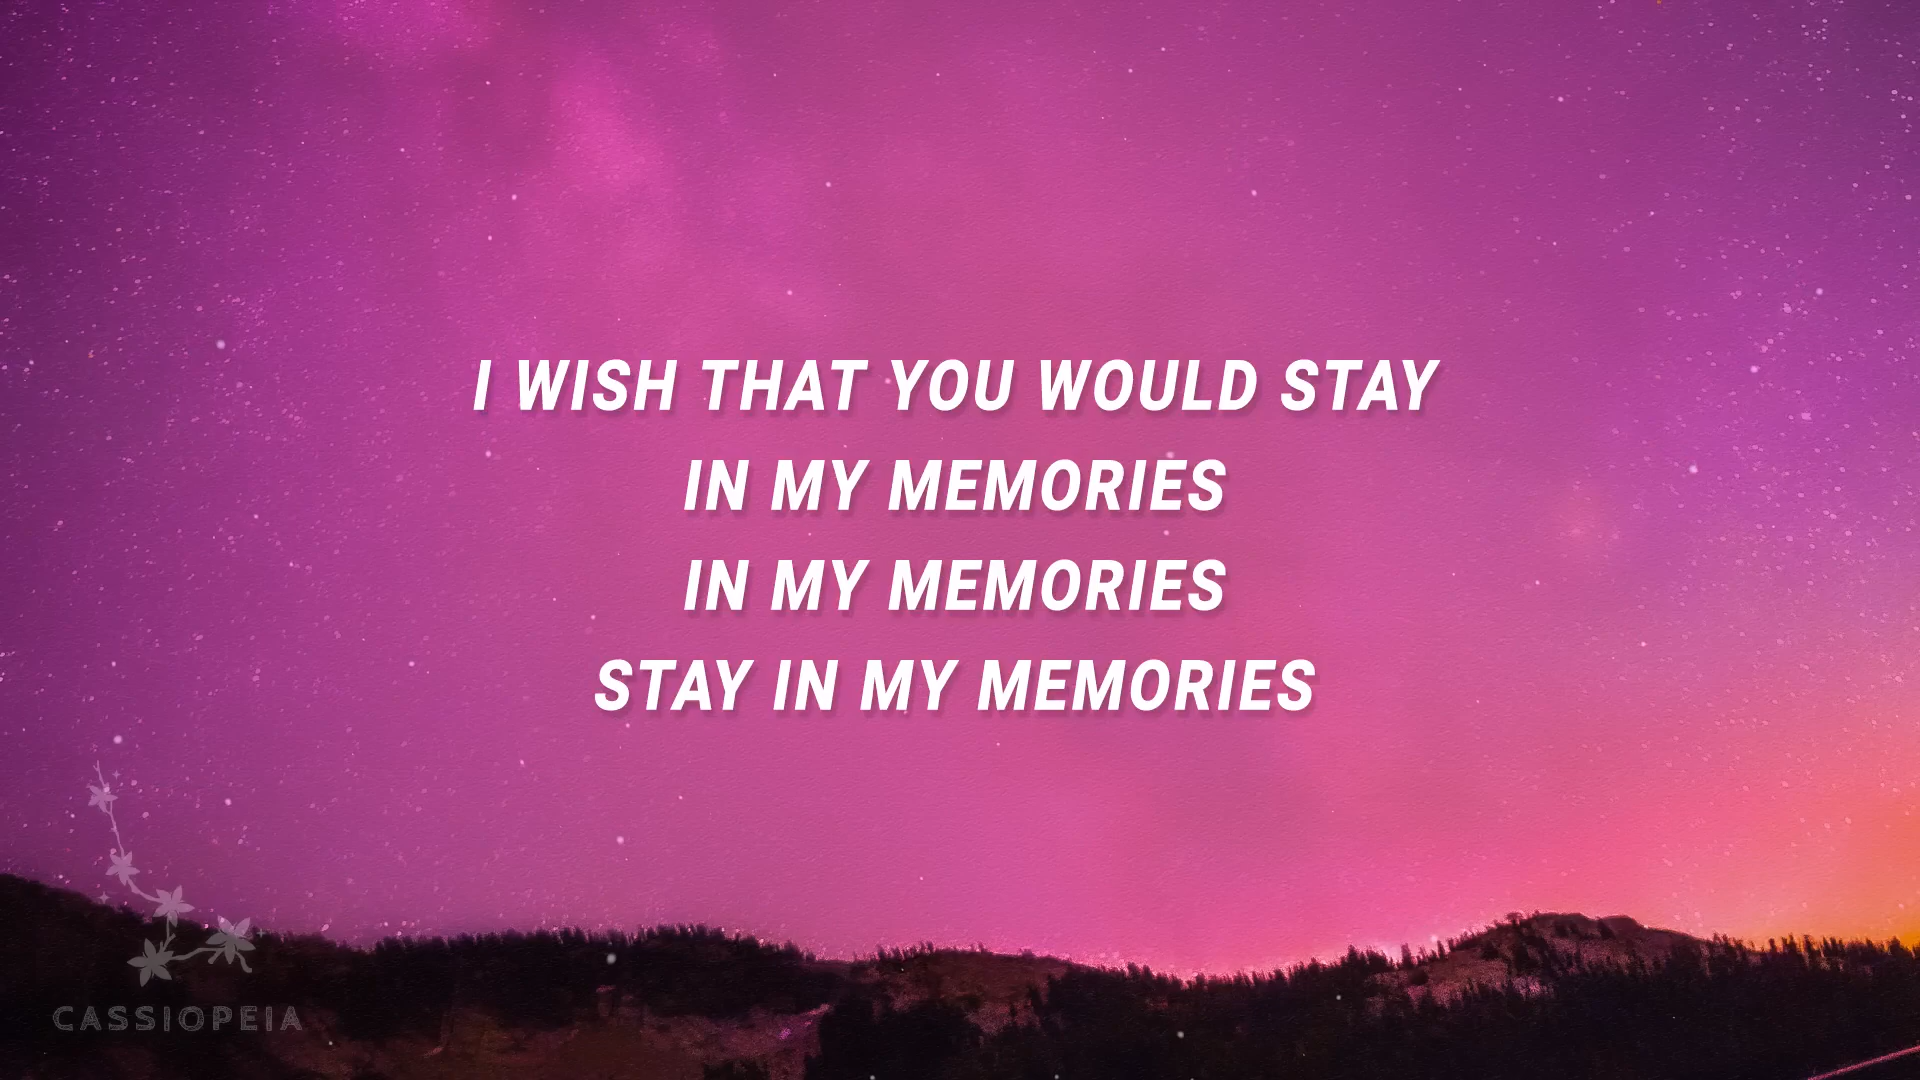 I WISH THAT YOU WOULD STAY
IN MY MEMORIES
IN MY MEMORIES
STAY IN MY MEMORIES
CASSIOPEIA